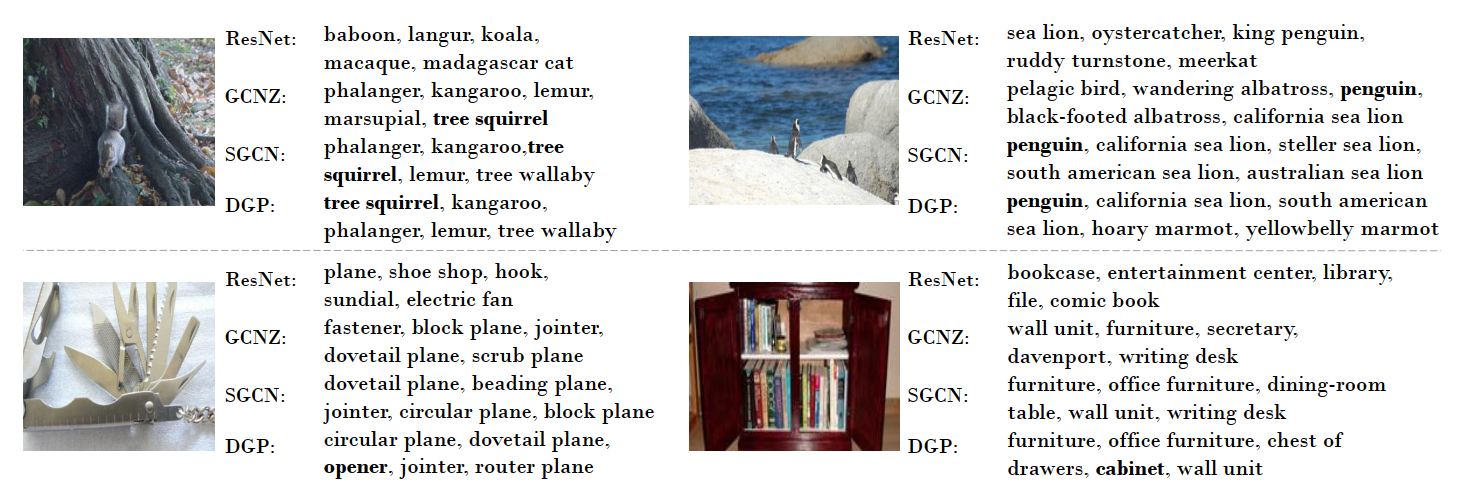 ResNet: baboon, langur, koala,
macaque, madagascar cat
GCNZ: phalanger, kangaroo, lemur,
marsupial, tree squirrel
SGCN: phalanger, kangaroo,tree
squirrel, lemur, tree wallaby
DGP: tree squirrel, kangaroo,
phalanger, lemur, tree wallaby
ResNet: sea lion, oystercatcher, king penguin,
ruddy turnstone, meerkat
GCNZ: pelagic bird, wandering albatross, penguin,
black-footed albatross, california sea lion
SGCN: penguin, california sea lion, steller sea lion,
south american sea lion, australian sea lion
DGP: penguin, california sea lion, south american
sea lion, hoary marmot, yellowbelly marmot
ResNet: plane, shoe shop, hook,
sundial, electric fan
GCNZ: fastener, block plane, jointer,
dovetail plane, scrub plane
SGCN: dovetail plane, beading plane,
jointer, circular plane, block plane
DGP: circular plane, dovetail plane,
opener, jointer, router plane
ResNet: bookcase, entertainment center, library,
file, comic book
GCNZ: wall unit, furniture, secretary,
davenport, writing desk
SGCN: furniture, office furniture, dining-room
table, wall unit, writing desk
DGP: furniture, office furniture, chest of
drawers, cabinet, wall unit